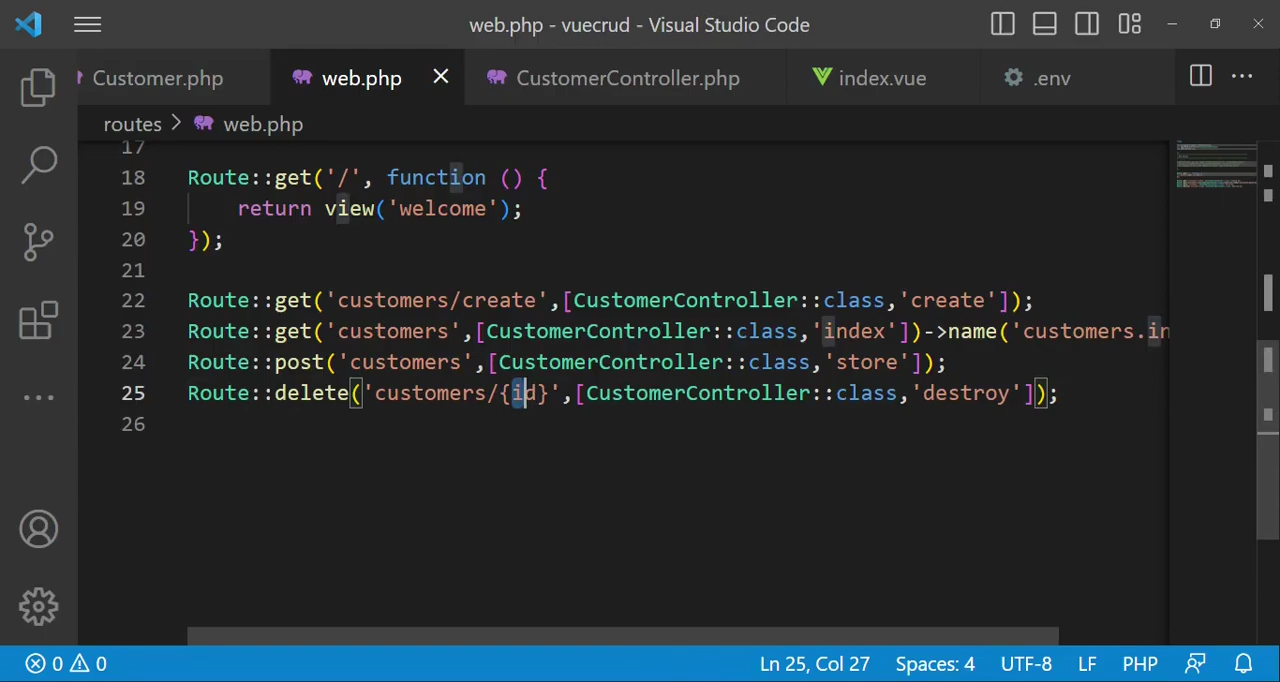 web.php - vuecrud - Visual Studio Code
Customer.php web.php CustomerController.php index.vue .env
routes > web.php
17
18 Route::get('/', function () {
19 return view('welcome');
20 });
21
22 Route::get('customers/create',[CustomerController::class,'create']);
23 Route::get('customers',[CustomerController::class,'index'])->name('customers.in
24 Route::post('customers',[CustomerController::class,'store']);
25 Route::delete('customers/{id}',[CustomerController::class,'destroy']);
26
0 0 Ln 25, Col 27 Spaces: 4 UTF-8 LF PHP